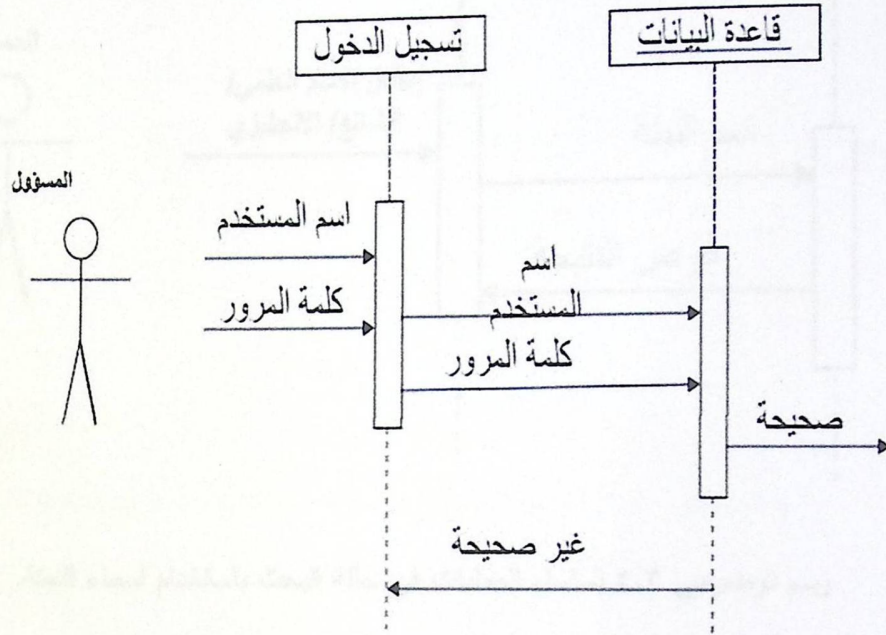 قاعدة البيانات
تسجيل الدخول
المسؤول
اسم المستخدم
اسم
المستخدم
كلمة المرور
كلمة المرور
صحيحة
غير صحيحة